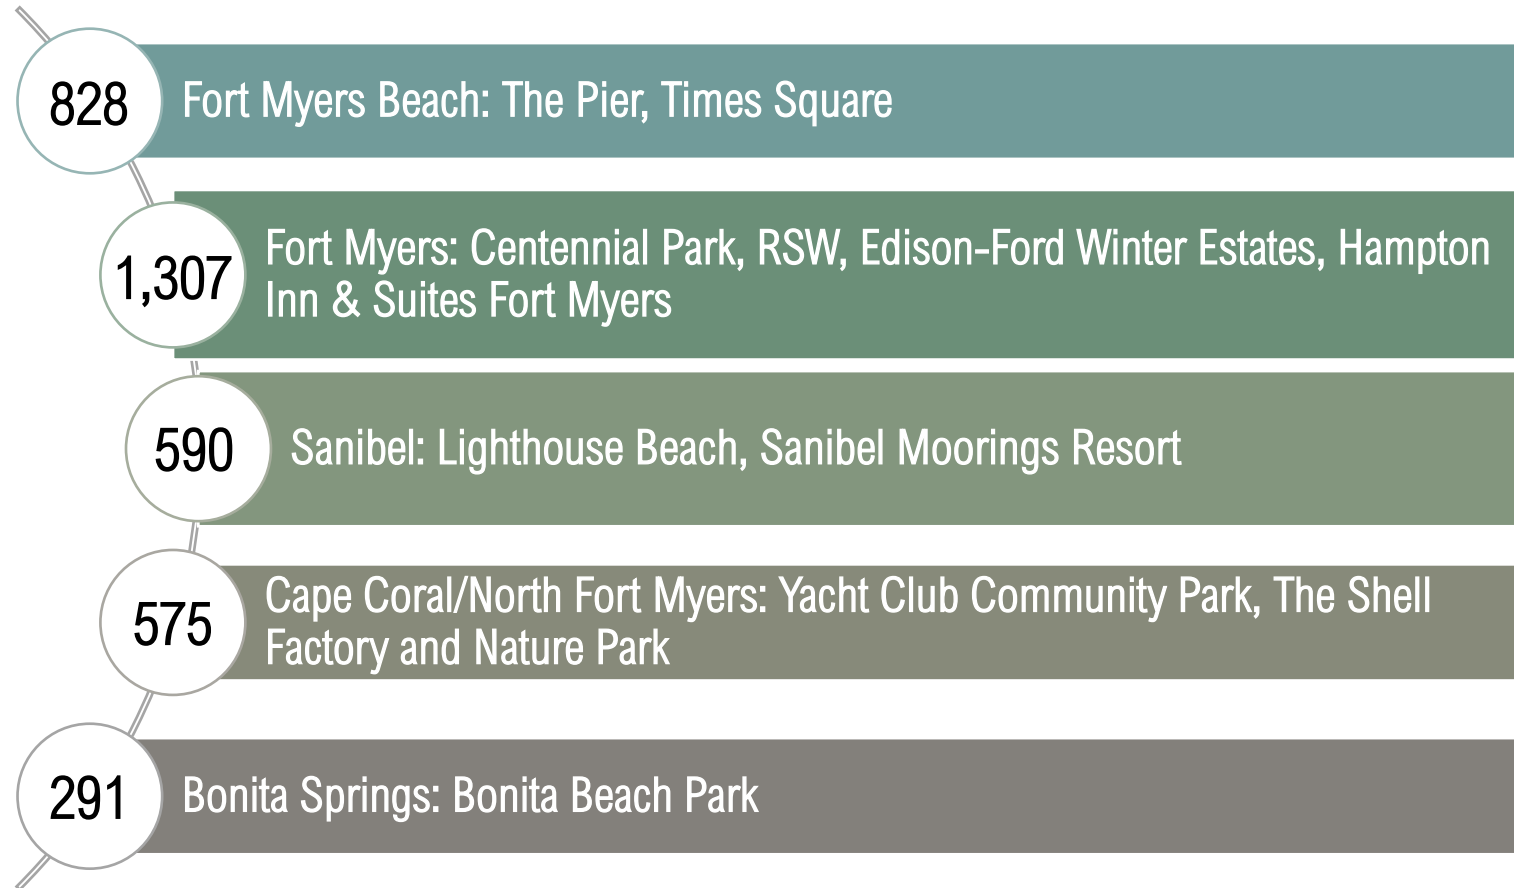 828
Fort Myers Beach: The Pier, Times Square
1,307
Fort Myers: Centennial Park, RSW, Edison-Ford Winter Estates, Hampton
Inn & Suites Fort Myers
590
Sanibel: Lighthouse Beach, Sanibel Moorings Resort
575
Cape Coral/North Fort Myers: Yacht Club Community Park, The Shell
Factory and Nature Park
291
Bonita Springs: Bonita Beach Park